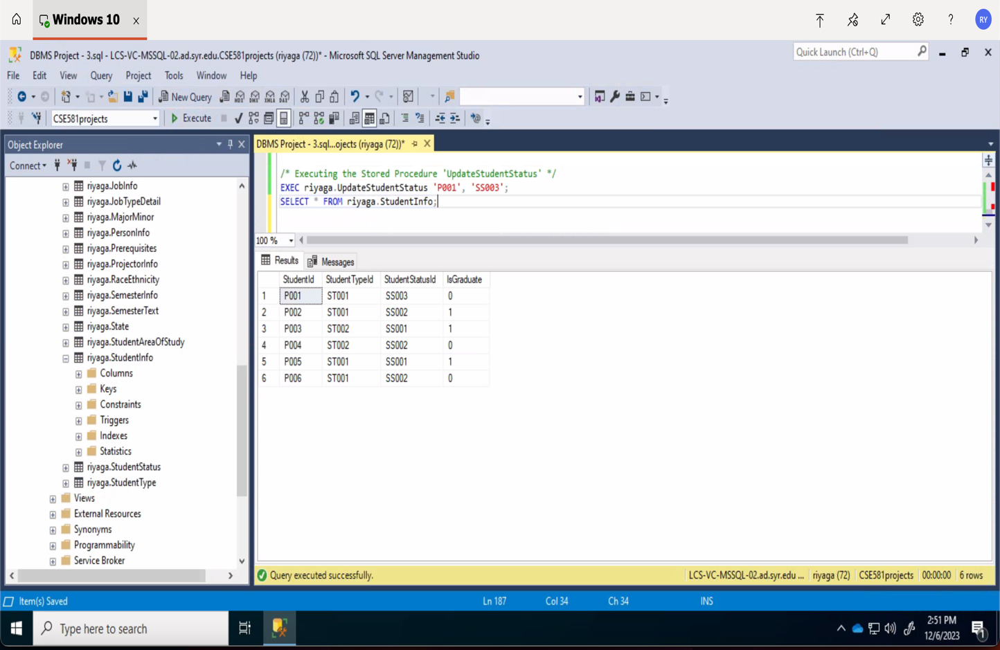 Windows 10 x
? RY
DBMS Project - 3.sql - LCS-VC-MSSQL-02.ad.syr.edu.CSE581projects (riyaga (72))* - Microsoft SQL Server Management Studio
Quick Launch (Ctrl+Q)
File Edit View Query Project Tools Window Help
New Query MDX DMX XMLA DAX
CSE581projects Execute
Object Explorer
DBMS Project - 3.sql...ojects (riyaga (72))*
Connect
/* Executing the Stored Procedure 'UpdateStudentStatus' */
EXEC riyaga.UpdateStudentStatus 'P001', 'SS003';
SELECT * FROM riyaga.StudentInfo;
100 %
Results Messages
StudentId StudentTypeId StudentStatusId IsGraduate
1 P001 ST001 SS003 0
2 P002 ST001 SS002 1
3 P003 ST002 SS001 1
4 P004 ST002 SS002 0
5 P005 ST001 SS001 1
6 P006 ST001 SS002 0
riyaga.JobInfo
riyaga.JobTypeDetail
riyaga.MajorMinor
riyaga.PersonInfo
riyaga.Prerequisites
riyaga.ProjectorInfo
riyaga.RaceEthnicity
riyaga.SemesterInfo
riyaga.SemesterText
riyaga.State
riyaga.StudentAreaOfStudy
riyaga.StudentInfo
Columns
Keys
Constraints
Triggers
Indexes
Statistics
riyaga.StudentStatus
riyaga.StudentType
Views
External Resources
Synonyms
Programmability
Service Broker
Query executed successfully.
LCS-VC-MSSQL-02.ad.syr.edu ... riyaga (72) CSE581projects 00:00:00 6 rows
Item(s) Saved
Ln 187 Col 34 Ch 34 INS
Type here to search
2:51 PM
12/6/2023
1